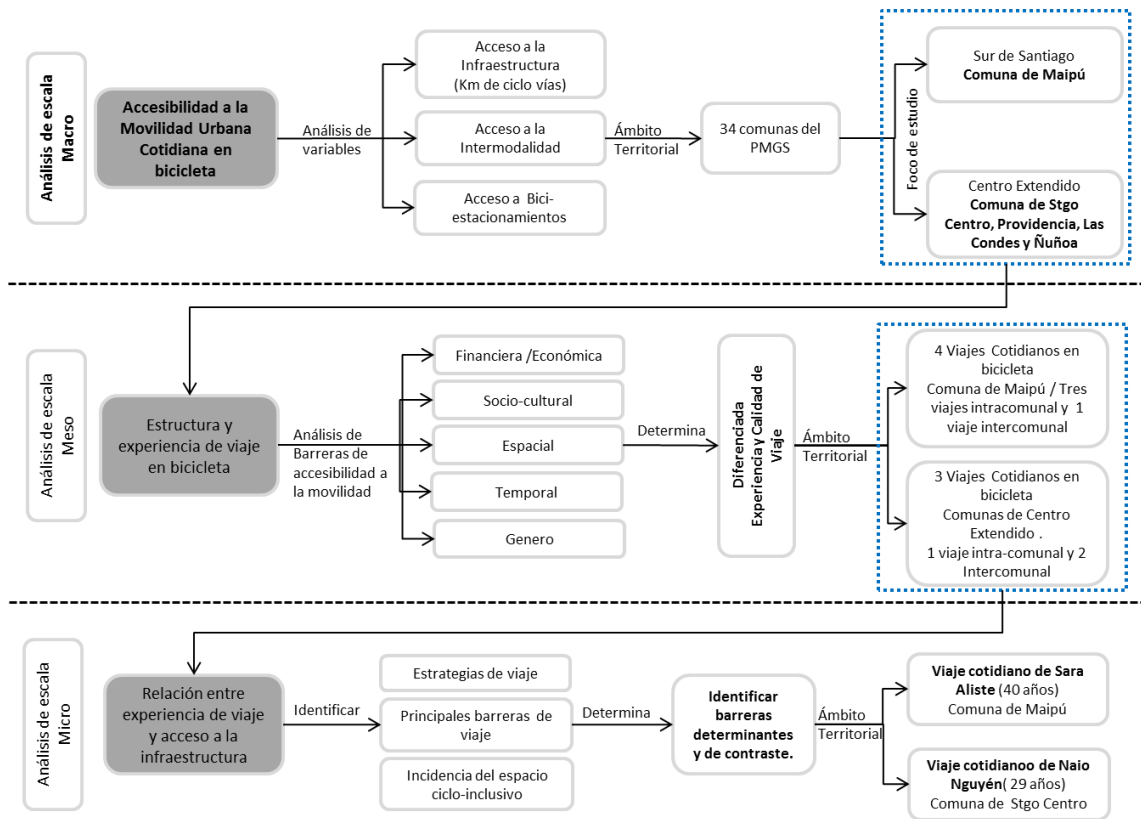 Análisis de escala
Macro
Accesibilidad a la
Movilidad Urbana
Cotidiana en
bicicleta
Análisis de
variables
Acceso a la
Infraestructura
(Km de ciclo vías)
Acceso a la
Intermodalidad
Acceso a Bici-
estacionamientos
Ámbito
Territorial
34 comunas del
PMGS
Foco de estudio
Sur de Santiago
Comuna de Maipú
Centro Extendido
Comuna de Stgo
Centro, Providencia, Las
Condes y Ñuñoa
Análisis de escala
Meso
Estructura y
experiencia de viaje
en bicicleta
Análisis de
Barreras de
accesibilidad a
la movilidad
Financiera /Económica
Socio-cultural
Espacial
Temporal
Genero
Determina
Diferenciada
Experiencia y Calidad de
Viaje
Ámbito
Territorial
4 Viajes Cotidianos en
bicicleta
Comuna de Maipú / Tres
viajes intracomunal y 1
viaje intercomunal
3 Viajes Cotidianos en
bicicleta
Comunas de Centro
Extendido .
1 viaje intra-comunal y 2
Intercomunal
Análisis de escala
Micro
Relación entre
experiencia de viaje
y acceso a la
infraestructura
Identificar
Estrategias de viaje
Principales barreras de
viaje
Incidencia del espacio
ciclo-inclusivo
Determina
Identificar
barreras
determinantes
y de contraste.
Ámbito
Territorial
Viaje cotidiano de Sara
Aliste (40 años)
Comuna de Maipú
Viaje cotidianoo de Naio
Nguyén( 29 años)
Comuna de Stgo Centro